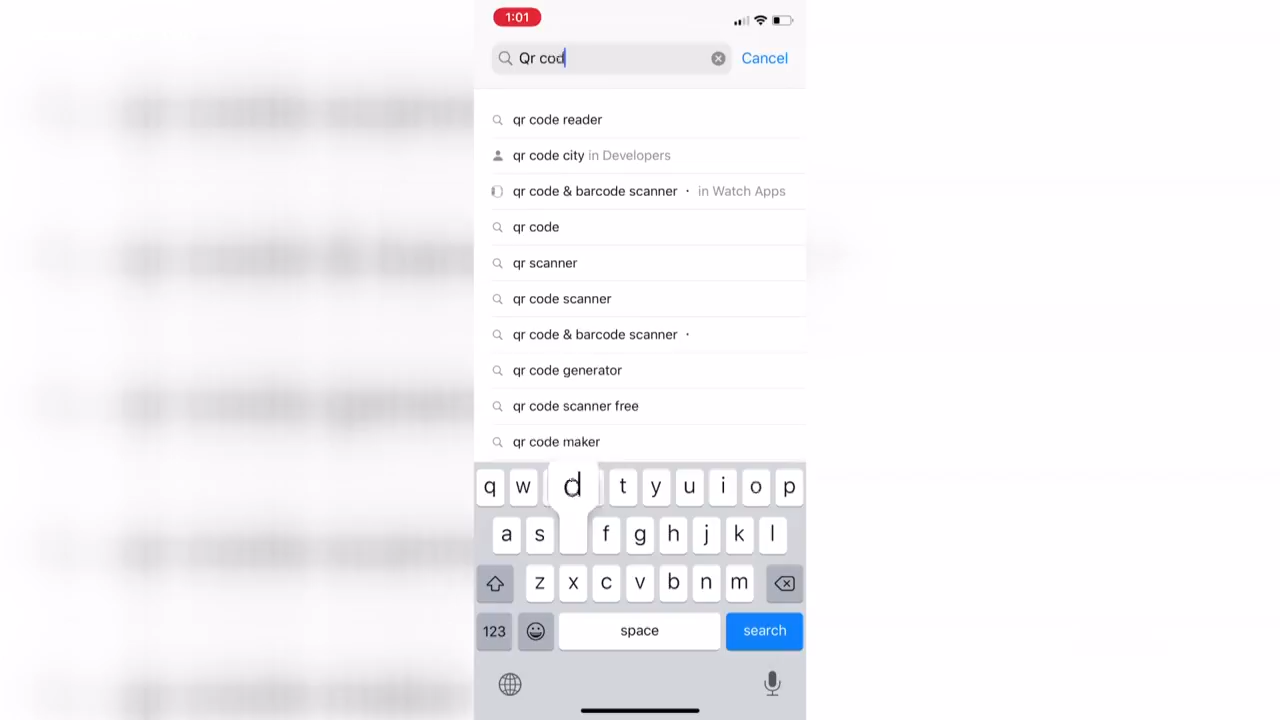 1:01
Qr cod
Cancel
qr code reader
qr code city in Developers
qr code & barcode scanner · in Watch Apps
qr code
qr scanner
qr code scanner
qr code & barcode scanner ·
qr code generator
qr code scanner free
qr code maker
q w d t y u i o p
a s f g h j k l
z x c v b n m
123 space search